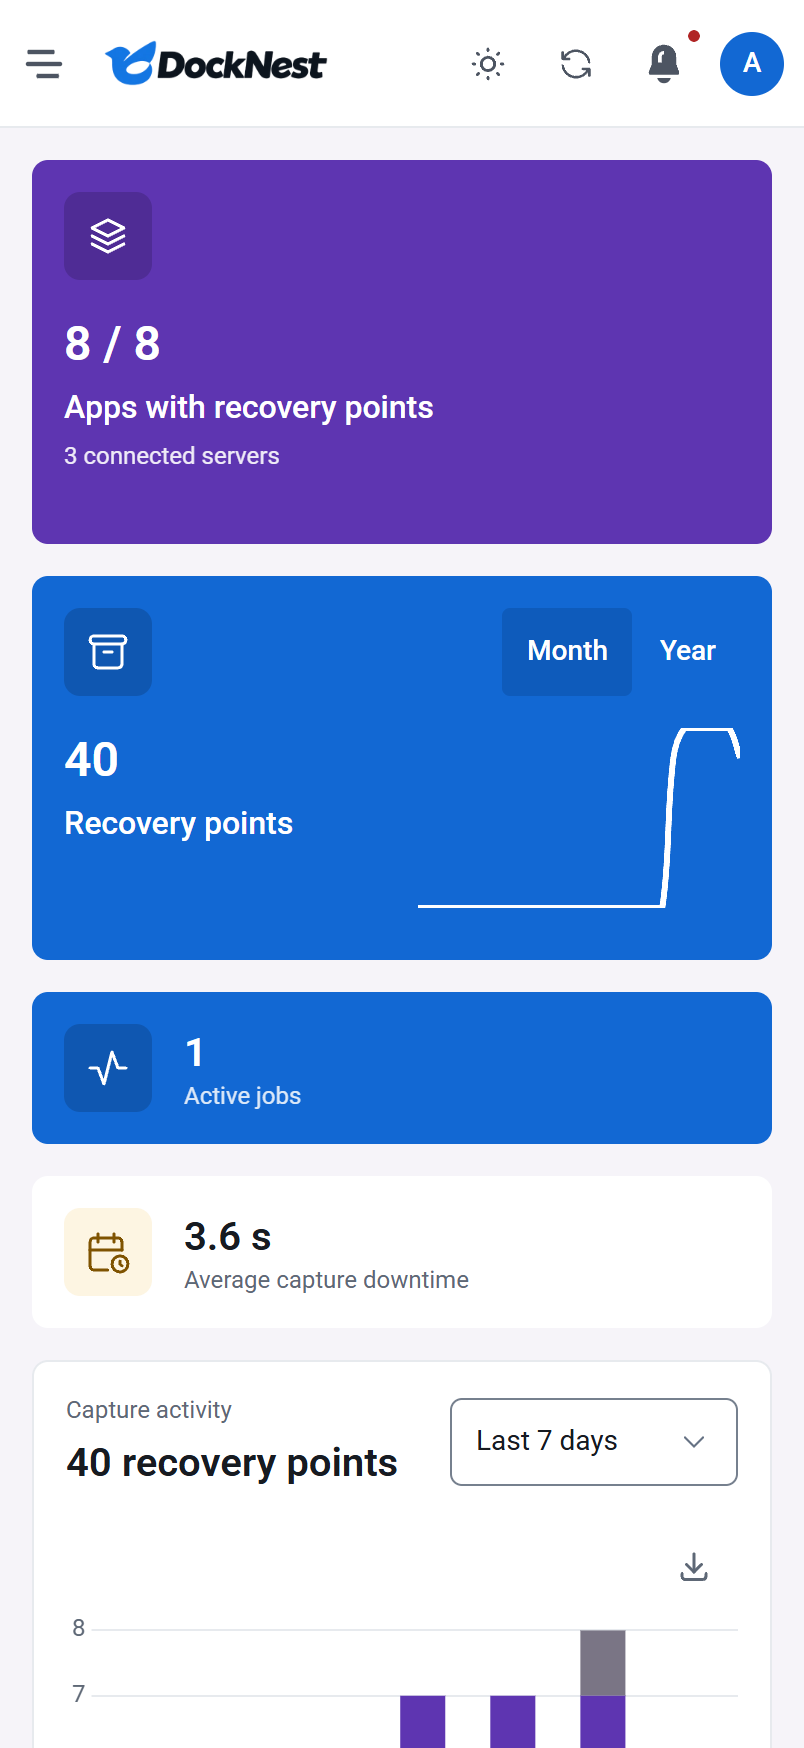 DockNest
A
8 / 8
Apps with recovery points
3 connected servers
Month
Year
40
Recovery points
1
Active jobs
3.6 s
Average capture downtime
Capture activity
40 recovery points
Last 7 days
8
7